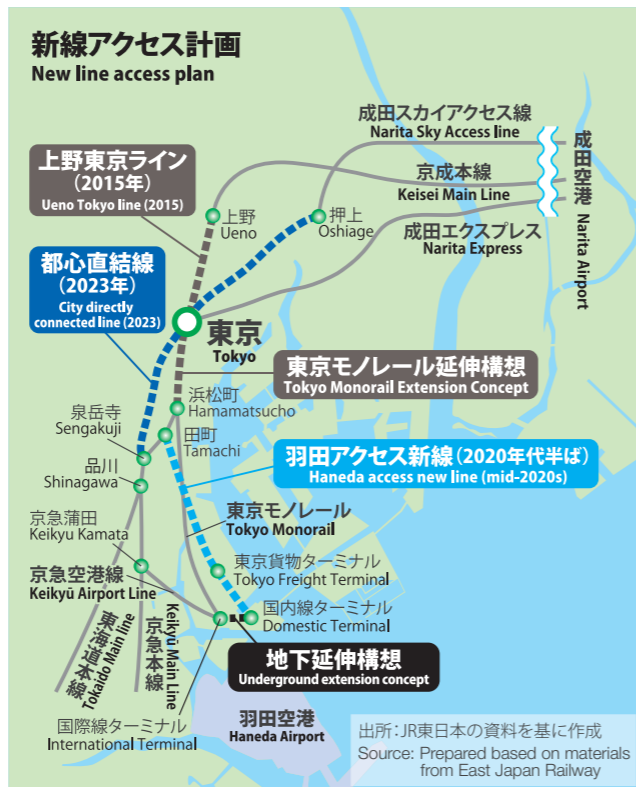 新線アクセス計画
New line access plan
成田スカイアクセス線
Narita Sky Access line
上野東京ライン
(2015年)
Ueno Tokyo line (2015)
京成本線
Keisei Main Line
成田空港
Narita Airport
上野
Ueno
押上
Oshiage
成田エクスプレス
Narita Express
都心直結線
(2023年)
City directly
connected line (2023)
東京
Tokyo
東京モノレール延伸構想
Tokyo Monorail Extension Concept
浜松町
Hamamatsucho
泉岳寺
Sengakuji
田町
Tamachi
羽田アクセス新線(2020年代半ば)
Haneda access new line (mid-2020s)
品川
Shinagawa
東京モノレール
Tokyo Monorail
京急蒲田
Keikyu Kamata
東京貨物ターミナル
Tokyo Freight Terminal
京急空港線
Keikyū Airport Line
国内線ターミナル
Domestic Terminal
東海道本線
Tokaido Main line
京急本線
Keikyū Main Line
地下延伸構想
Underground extension concept
国際線ターミナル
International Terminal
羽田空港
Haneda Airport
出所:JR東日本の資料を基に作成
Source: Prepared based on materials
from East Japan Railway